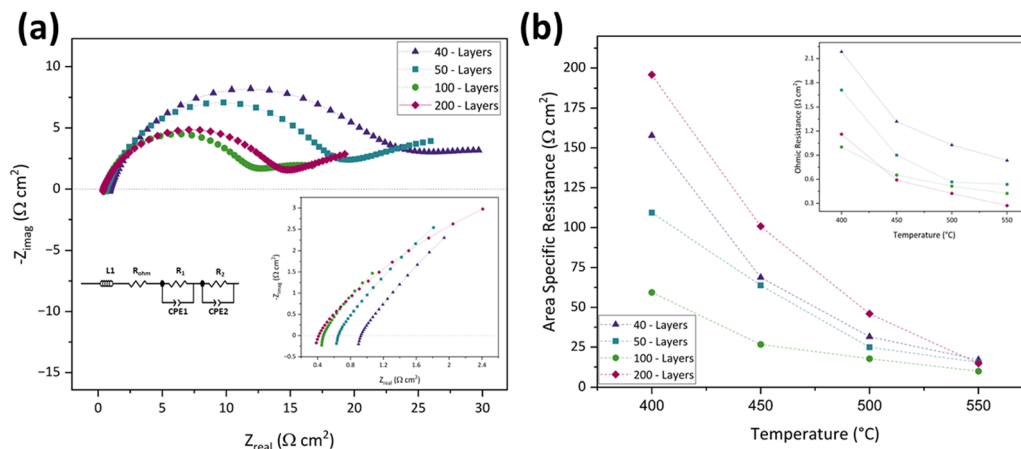 (a)
10
5
0
−5
−10
−15
0
5
10
15
20
25
30
-Zimag (Ω cm2)
Zreal (Ω cm2)
40 - Layers
50 - Layers
100 - Layers
200 - Layers
L1
Rohm
R1
R2
CPE1
CPE2
3
2.5
2
1.5
1
0.5
0
−0.5
0.4
0.8
1.2
1.6
2
2.4
-Zimag (Ω cm2)
Zreal (Ω cm2)
(b)
200
175
150
125
100
75
50
25
0
400
450
500
550
Area Specific Resistance (Ω cm2)
Temperature (°C)
40 - Layers
50 - Layers
100 - Layers
200 - Layers
2.1
1.8
1.5
1.2
0.9
0.6
0.3
400
450
500
550
Ohmic Resistance (Ω cm2)
Temperature (°C)